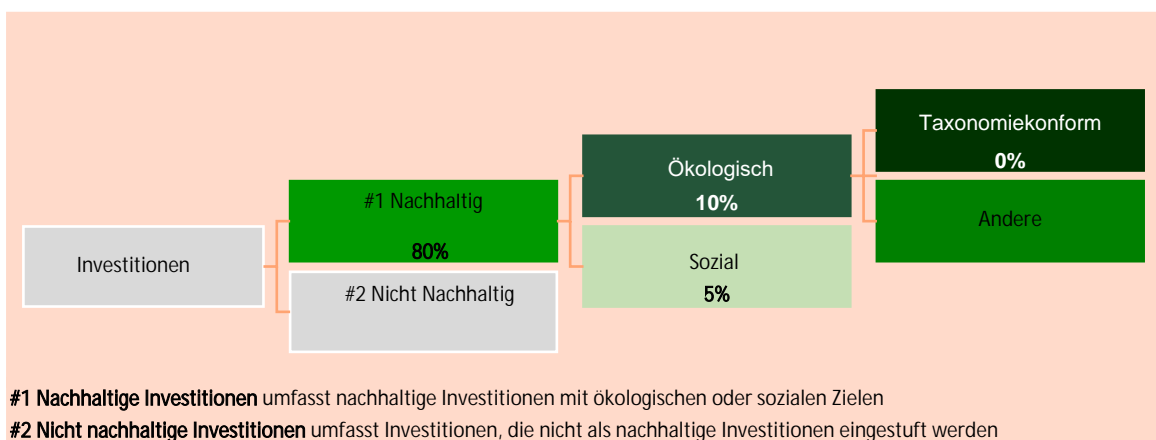 Investitionen
#1 Nachhaltig
80%
#2 Nicht Nachhaltig
Ökologisch
10%
Sozial
5%
Taxonomiekonform
0%
Andere
#1 Nachhaltige Investitionen umfasst nachhaltige Investitionen mit ökologischen oder sozialen Zielen
#2 Nicht nachhaltige Investitionen umfasst Investitionen, die nicht als nachhaltige Investitionen eingestuft werden